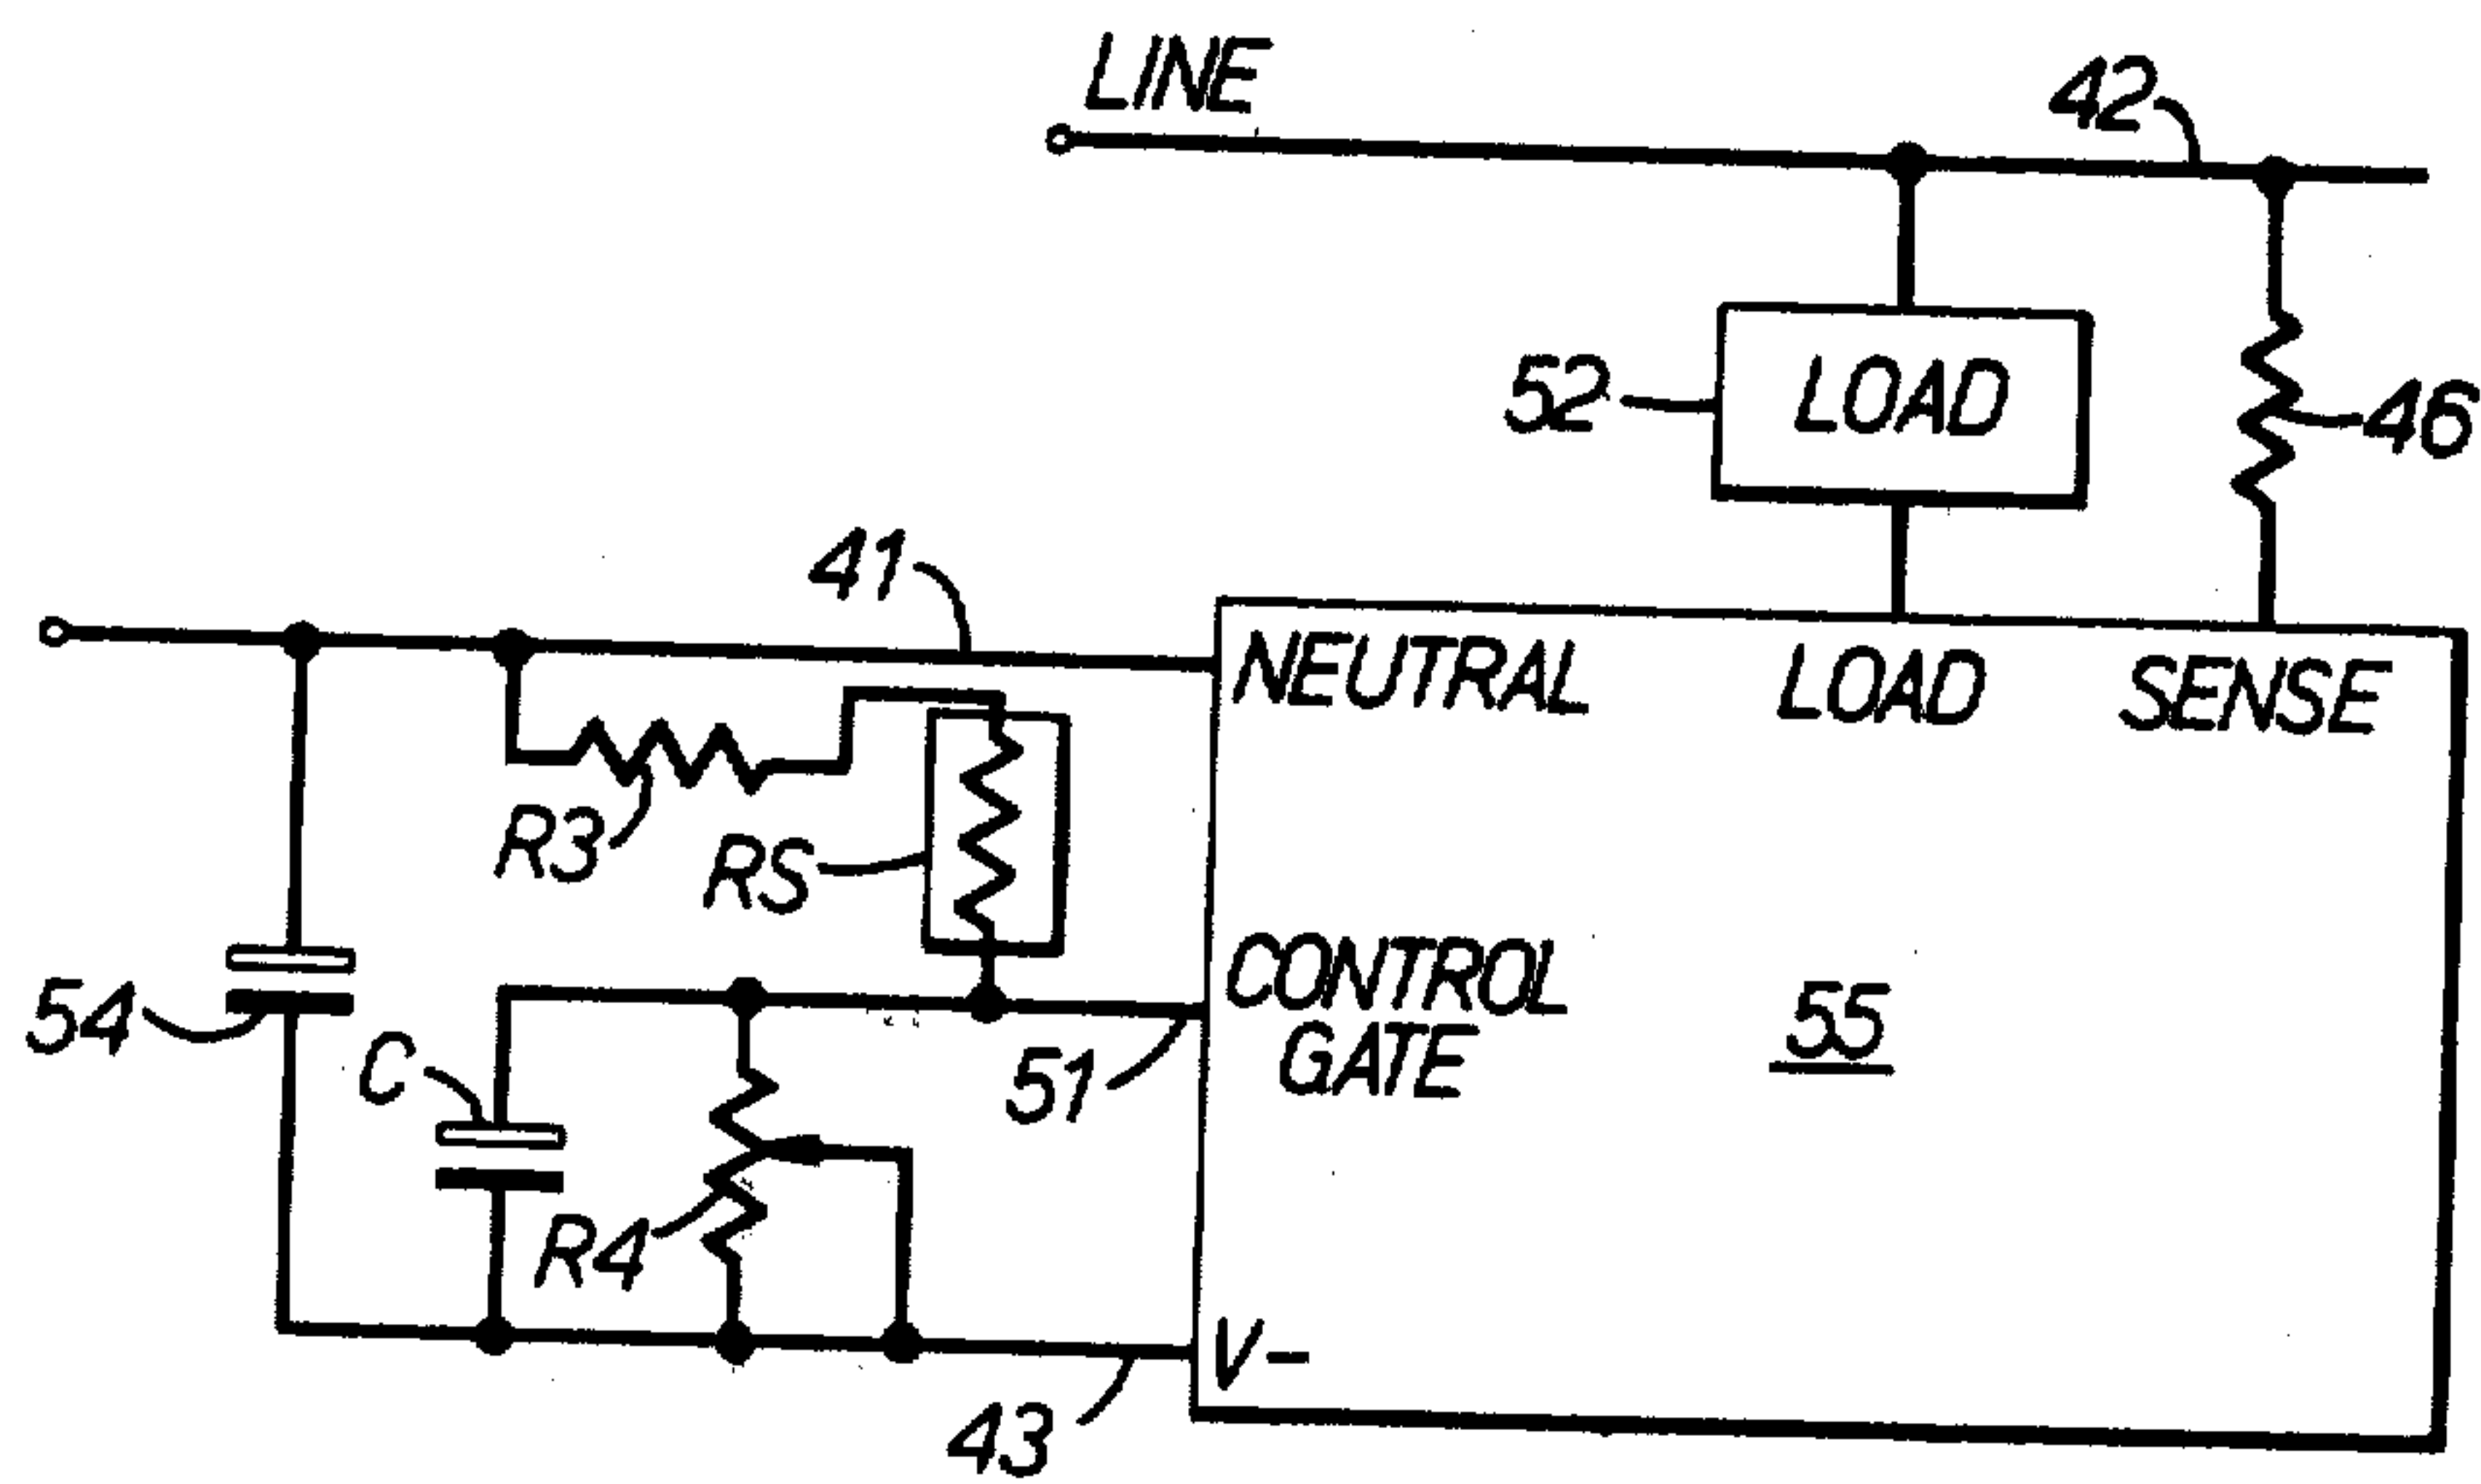 LINE
42
52
LOAD
46
41
NEUTRAL
LOAD
SENSE
R3
RS
54
C
51
CONTROL
GATE
55
R4
V-
43